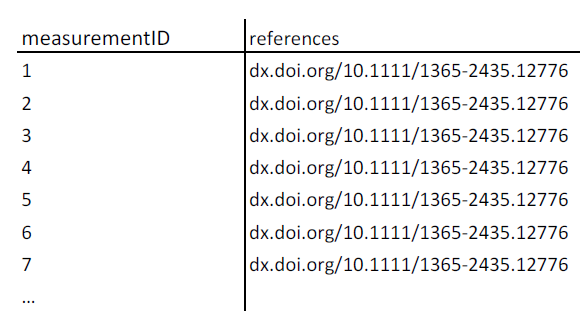 measurementID references
1 dx.doi.org/10.1111/1365-2435.12776
2 dx.doi.org/10.1111/1365-2435.12776
3 dx.doi.org/10.1111/1365-2435.12776
4 dx.doi.org/10.1111/1365-2435.12776
5 dx.doi.org/10.1111/1365-2435.12776
6 dx.doi.org/10.1111/1365-2435.12776
7 dx.doi.org/10.1111/1365-2435.12776
...